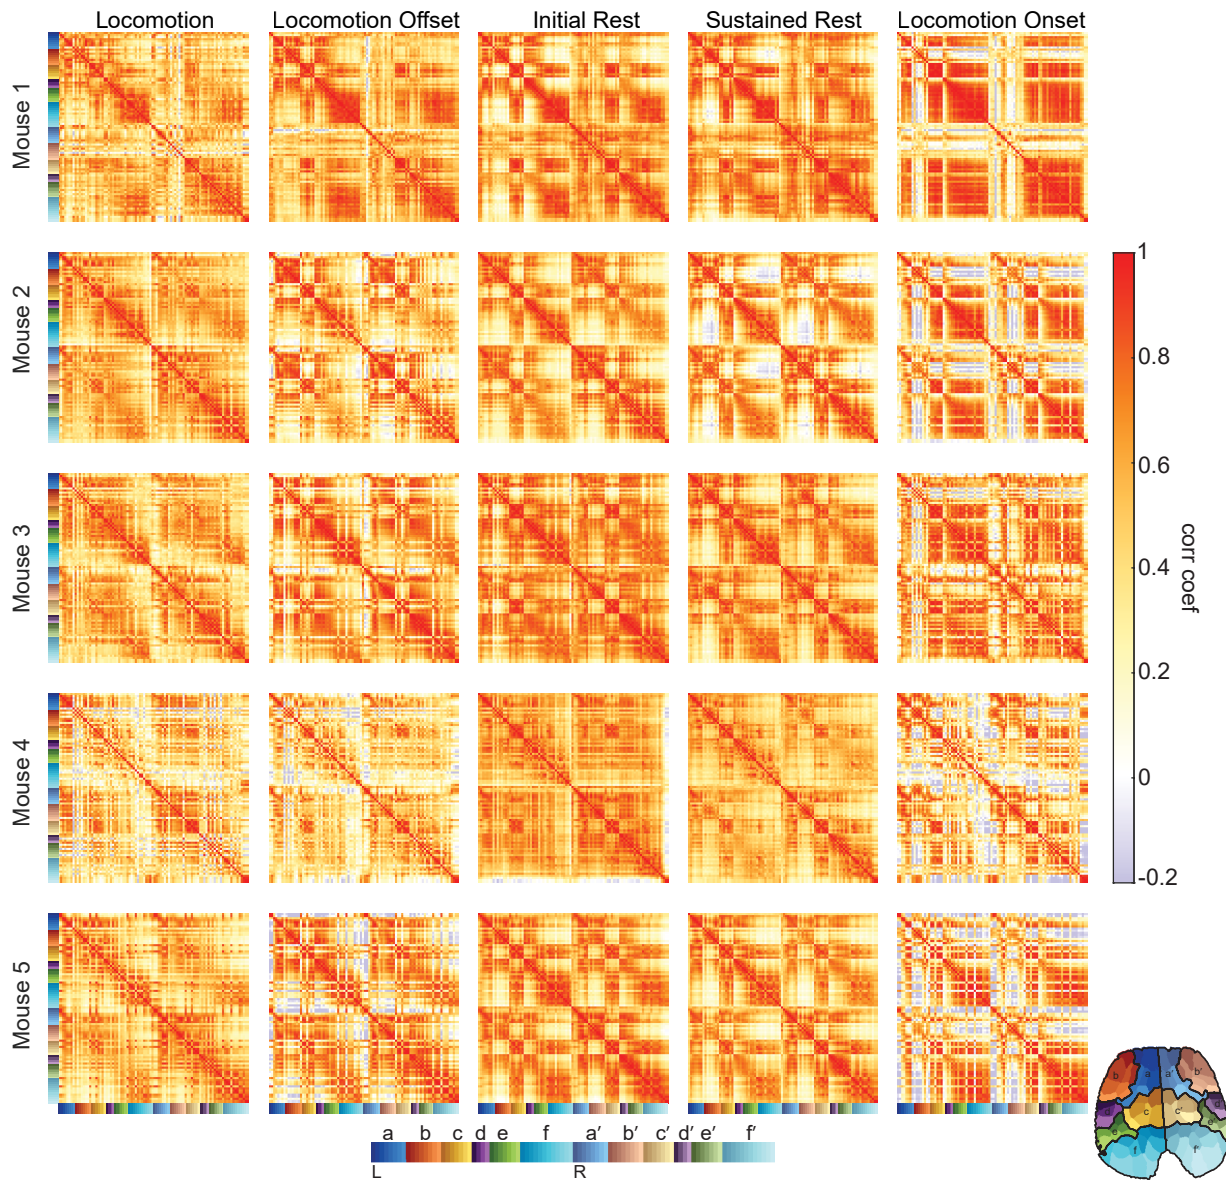 Locomotion Locomotion Offset Initial Rest Sustained Rest Locomotion Onset
Mouse 1
Mouse 2
Mouse 3
Mouse 4
Mouse 5
1
0.8
0.6
0.4
0.2
0
-0.2
corr coef
b a a′ b′
c c′
e e′
f f′
a b c d e f a′ b′ c′ d′ e′ f′
L R